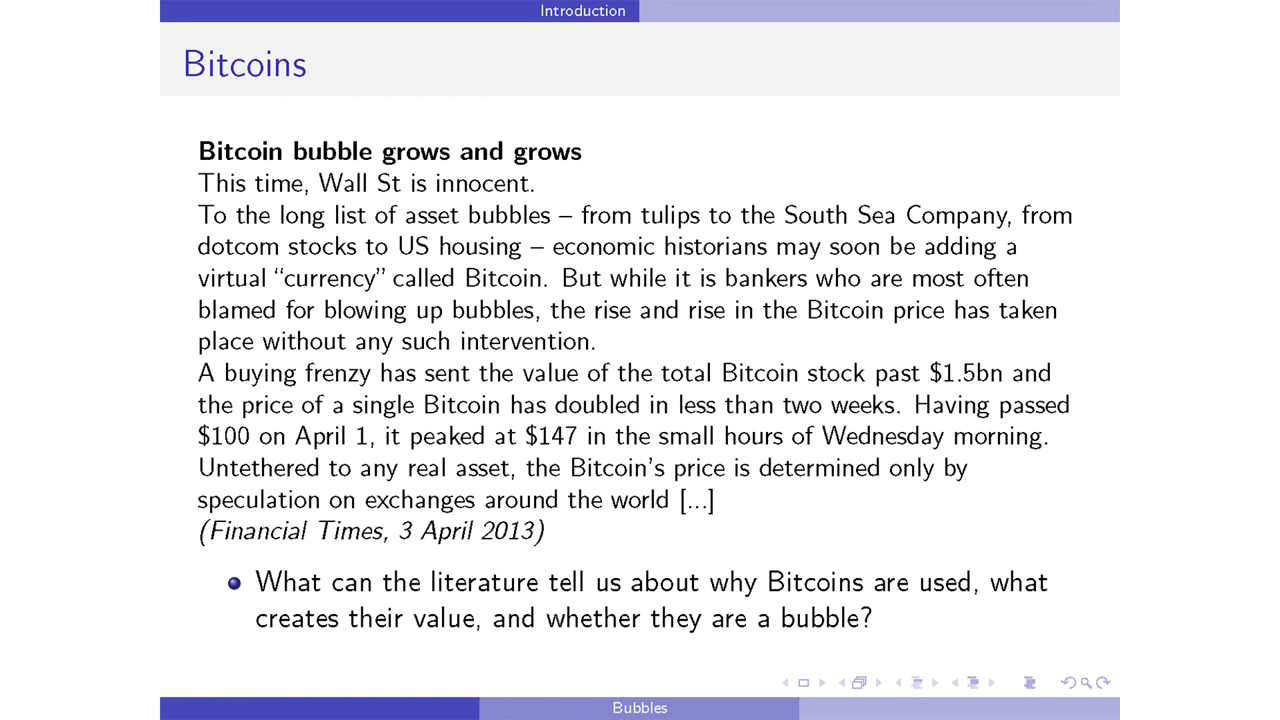 Introduction
Bitcoins
Bitcoin bubble grows and grows
This time, Wall St is innocent.
To the long list of asset bubbles – from tulips to the South Sea Company, from
dotcom stocks to US housing – economic historians may soon be adding a
virtual “currency” called Bitcoin. But while it is bankers who are most often
blamed for blowing up bubbles, the rise and rise in the Bitcoin price has taken
place without any such intervention.
A buying frenzy has sent the value of the total Bitcoin stock past $1.5bn and
the price of a single Bitcoin has doubled in less than two weeks. Having passed
$100 on April 1, it peaked at $147 in the small hours of Wednesday morning.
Untethered to any real asset, the Bitcoin's price is determined only by
speculation on exchanges around the world [...]
(Financial Times, 3 April 2013)
What can the literature tell us about why Bitcoins are used, what
creates their value, and whether they are a bubble?
Bubbles